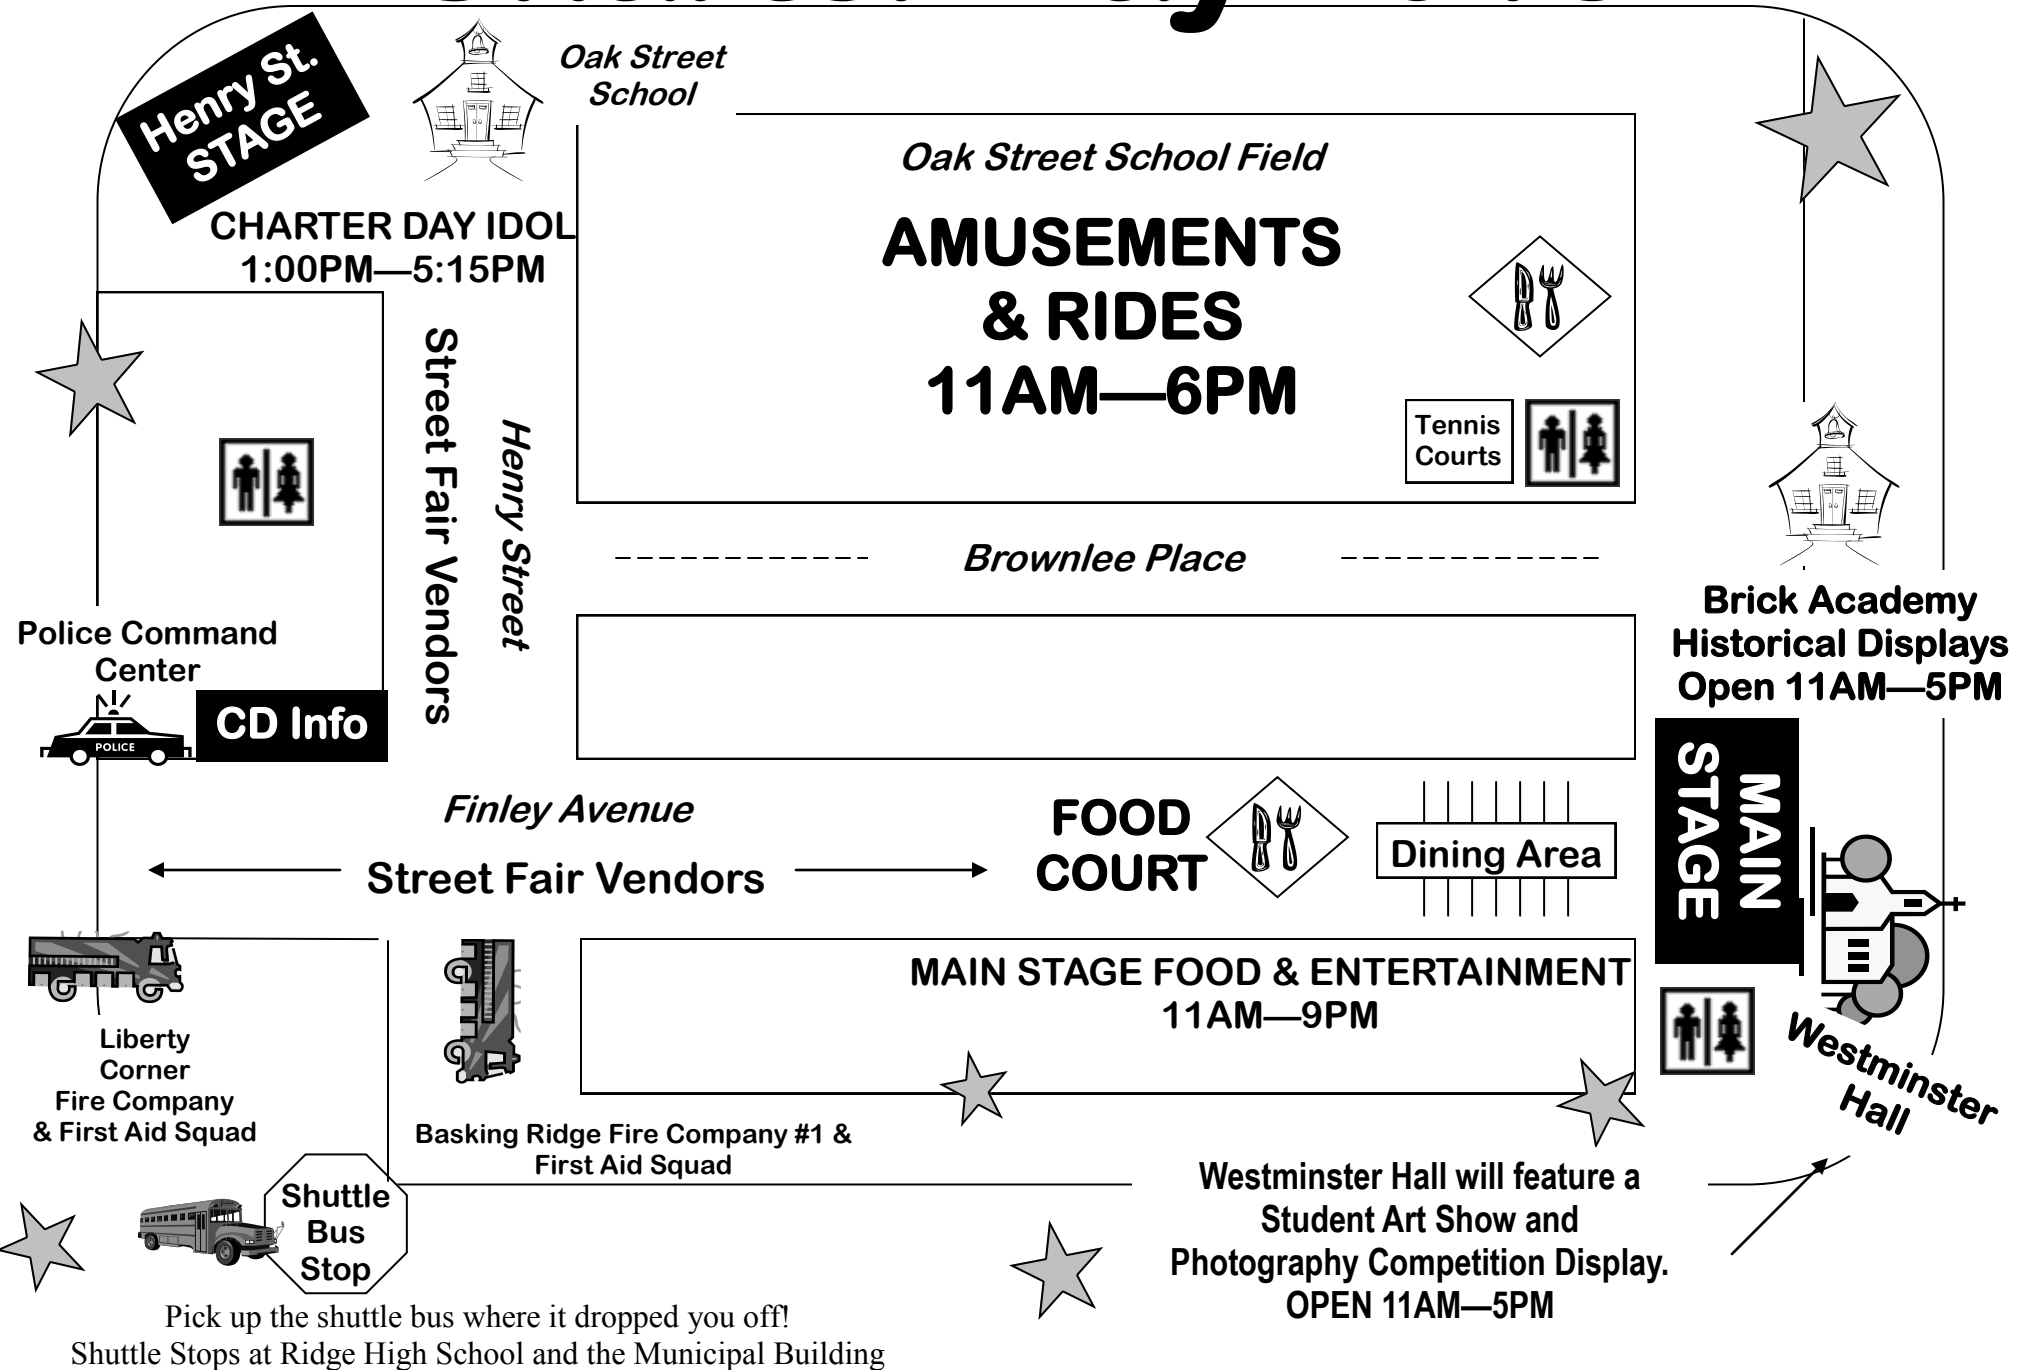 Henry St.
STAGE
Oak Street
School
Oak Street School Field
AMUSEMENTS
& RIDES
11AM—6PM
CHARTER DAY IDOL
1:00PM—5:15PM
Street Fair Vendors
Henry Street
Tennis
Courts
Brownlee Place
Brick Academy
Historical Displays
Open 11AM—5PM
Police Command
Center
POLICE
CD Info
MAIN
STAGE
Finley Avenue
Street Fair Vendors
FOOD
COURT
Dining Area
MAIN STAGE FOOD & ENTERTAINMENT
11AM—9PM
Westminster
Hall
Liberty
Corner
Fire Company
& First Aid Squad
Basking Ridge Fire Company #1 &
First Aid Squad
Shuttle
Bus
Stop
Westminster Hall will feature a
Student Art Show and
Photography Competition Display.
OPEN 11AM—5PM
Pick up the shuttle bus where it dropped you off!
Shuttle Stops at Ridge High School and the Municipal Building